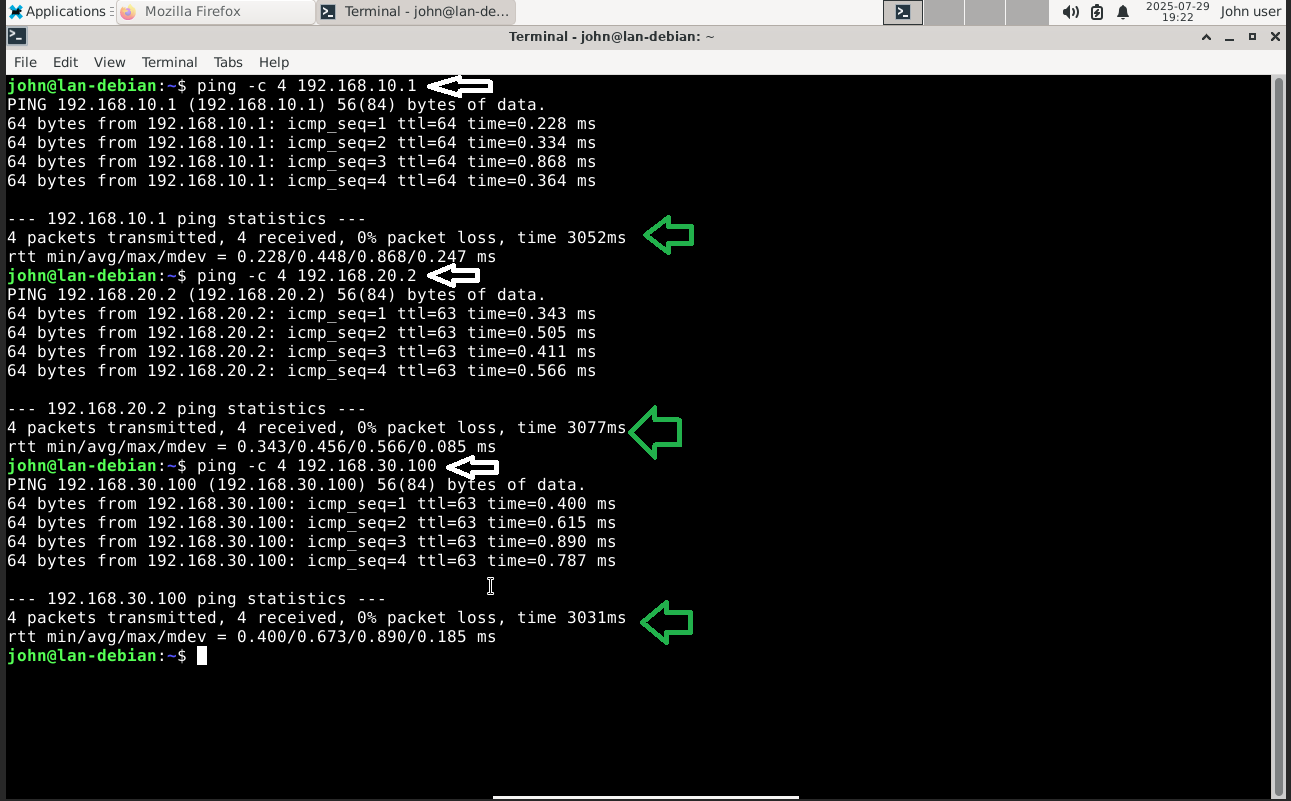 Applications
Mozilla Firefox
Terminal - john@lan-de...
2025-07-29
19:22
John user
Terminal - john@lan-debian: ~
File Edit View Terminal Tabs Help
john@lan-debian:~$ ping -c 4 192.168.10.1
PING 192.168.10.1 (192.168.10.1) 56(84) bytes of data.
64 bytes from 192.168.10.1: icmp_seq=1 ttl=64 time=0.228 ms
64 bytes from 192.168.10.1: icmp_seq=2 ttl=64 time=0.334 ms
64 bytes from 192.168.10.1: icmp_seq=3 ttl=64 time=0.868 ms
64 bytes from 192.168.10.1: icmp_seq=4 ttl=64 time=0.364 ms
--- 192.168.10.1 ping statistics ---
4 packets transmitted, 4 received, 0% packet loss, time 3052ms
rtt min/avg/max/mdev = 0.228/0.448/0.868/0.247 ms
john@lan-debian:~$ ping -c 4 192.168.20.2
PING 192.168.20.2 (192.168.20.2) 56(84) bytes of data.
64 bytes from 192.168.20.2: icmp_seq=1 ttl=63 time=0.343 ms
64 bytes from 192.168.20.2: icmp_seq=2 ttl=63 time=0.505 ms
64 bytes from 192.168.20.2: icmp_seq=3 ttl=63 time=0.411 ms
64 bytes from 192.168.20.2: icmp_seq=4 ttl=63 time=0.566 ms
--- 192.168.20.2 ping statistics ---
4 packets transmitted, 4 received, 0% packet loss, time 3077ms
rtt min/avg/max/mdev = 0.343/0.456/0.566/0.085 ms
john@lan-debian:~$ ping -c 4 192.168.30.100
PING 192.168.30.100 (192.168.30.100) 56(84) bytes of data.
64 bytes from 192.168.30.100: icmp_seq=1 ttl=63 time=0.400 ms
64 bytes from 192.168.30.100: icmp_seq=2 ttl=63 time=0.615 ms
64 bytes from 192.168.30.100: icmp_seq=3 ttl=63 time=0.890 ms
64 bytes from 192.168.30.100: icmp_seq=4 ttl=63 time=0.787 ms
--- 192.168.30.100 ping statistics ---
4 packets transmitted, 4 received, 0% packet loss, time 3031ms
rtt min/avg/max/mdev = 0.400/0.673/0.890/0.185 ms
john@lan-debian:~$